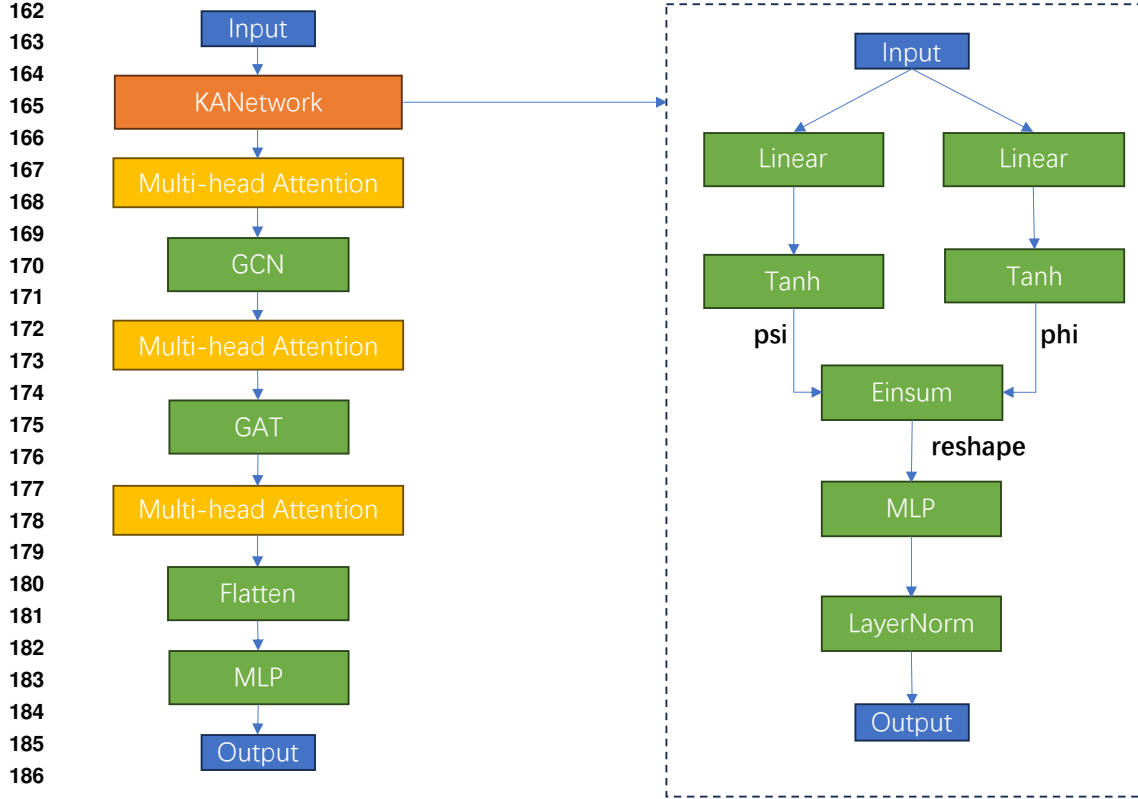 162
163
164
165
166
167
168
169
170
171
172
173
174
175
176
177
178
179
180
181
182
183
184
185
186
Input
KANetwork
Multi-head Attention
GCN
Multi-head Attention
GAT
Multi-head Attention
Flatten
MLP
Output
Input
Linear
Linear
Tanh
Tanh
psi
phi
Einsum
reshape
MLP
LayerNorm
Output